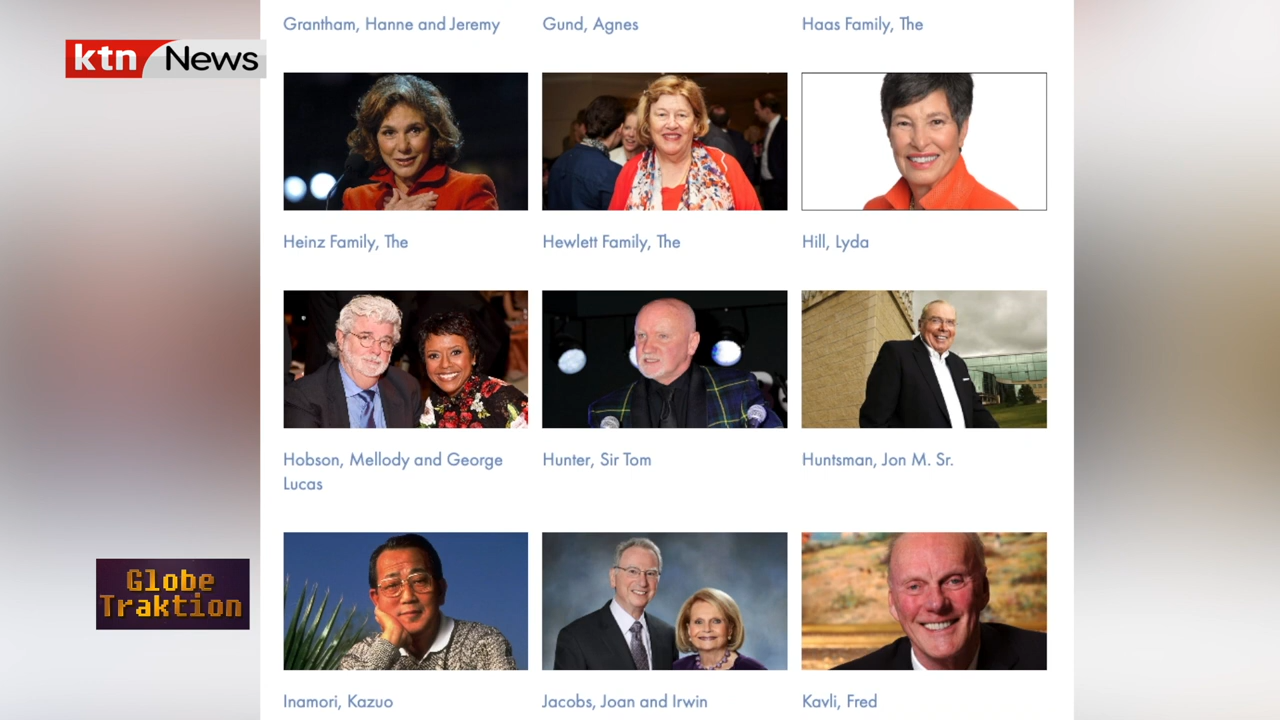 Grantham, Hanne and Jeremy
Gund, Agnes
Haas Family, The
ktn News
Heinz Family, The
Hewlett Family, The
Hill, Lyda
Hobson, Mellody and George
Lucas
Hunter, Sir Tom
Huntsman, Jon M. Sr.
Globe
Traktion
Inamori, Kazuo
Jacobs, Joan and Irwin
Kavli, Fred